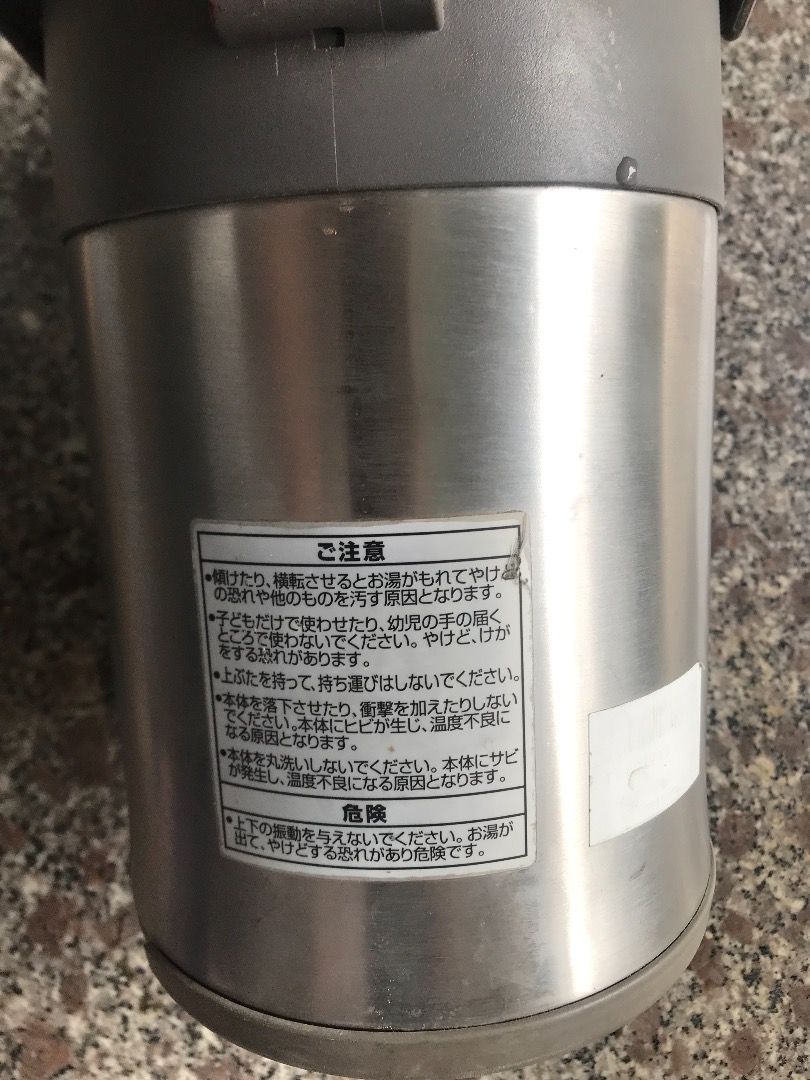 ご注意
•傾けたり、横転させるとお湯がもれてやけど
の恐れや他のものを汚す原因となります。
•子どもだけで使わせたり、幼児の手の届く
ところで使わないでください。やけど、けが
をする恐れがあります。
•上ぶたを持って、持ち運びはしないでください。
•本体を落下させたり、衝撃を加えたりしない
でください。本体にヒビが生じ、温度不良に
なる原因となります。
•本体を丸洗いしないでください。本体にサビ
が発生し、温度不良になる原因となります。
危険
•上下の振動を与えないでください。お湯が
出て、やけどする恐れがあり危険です。